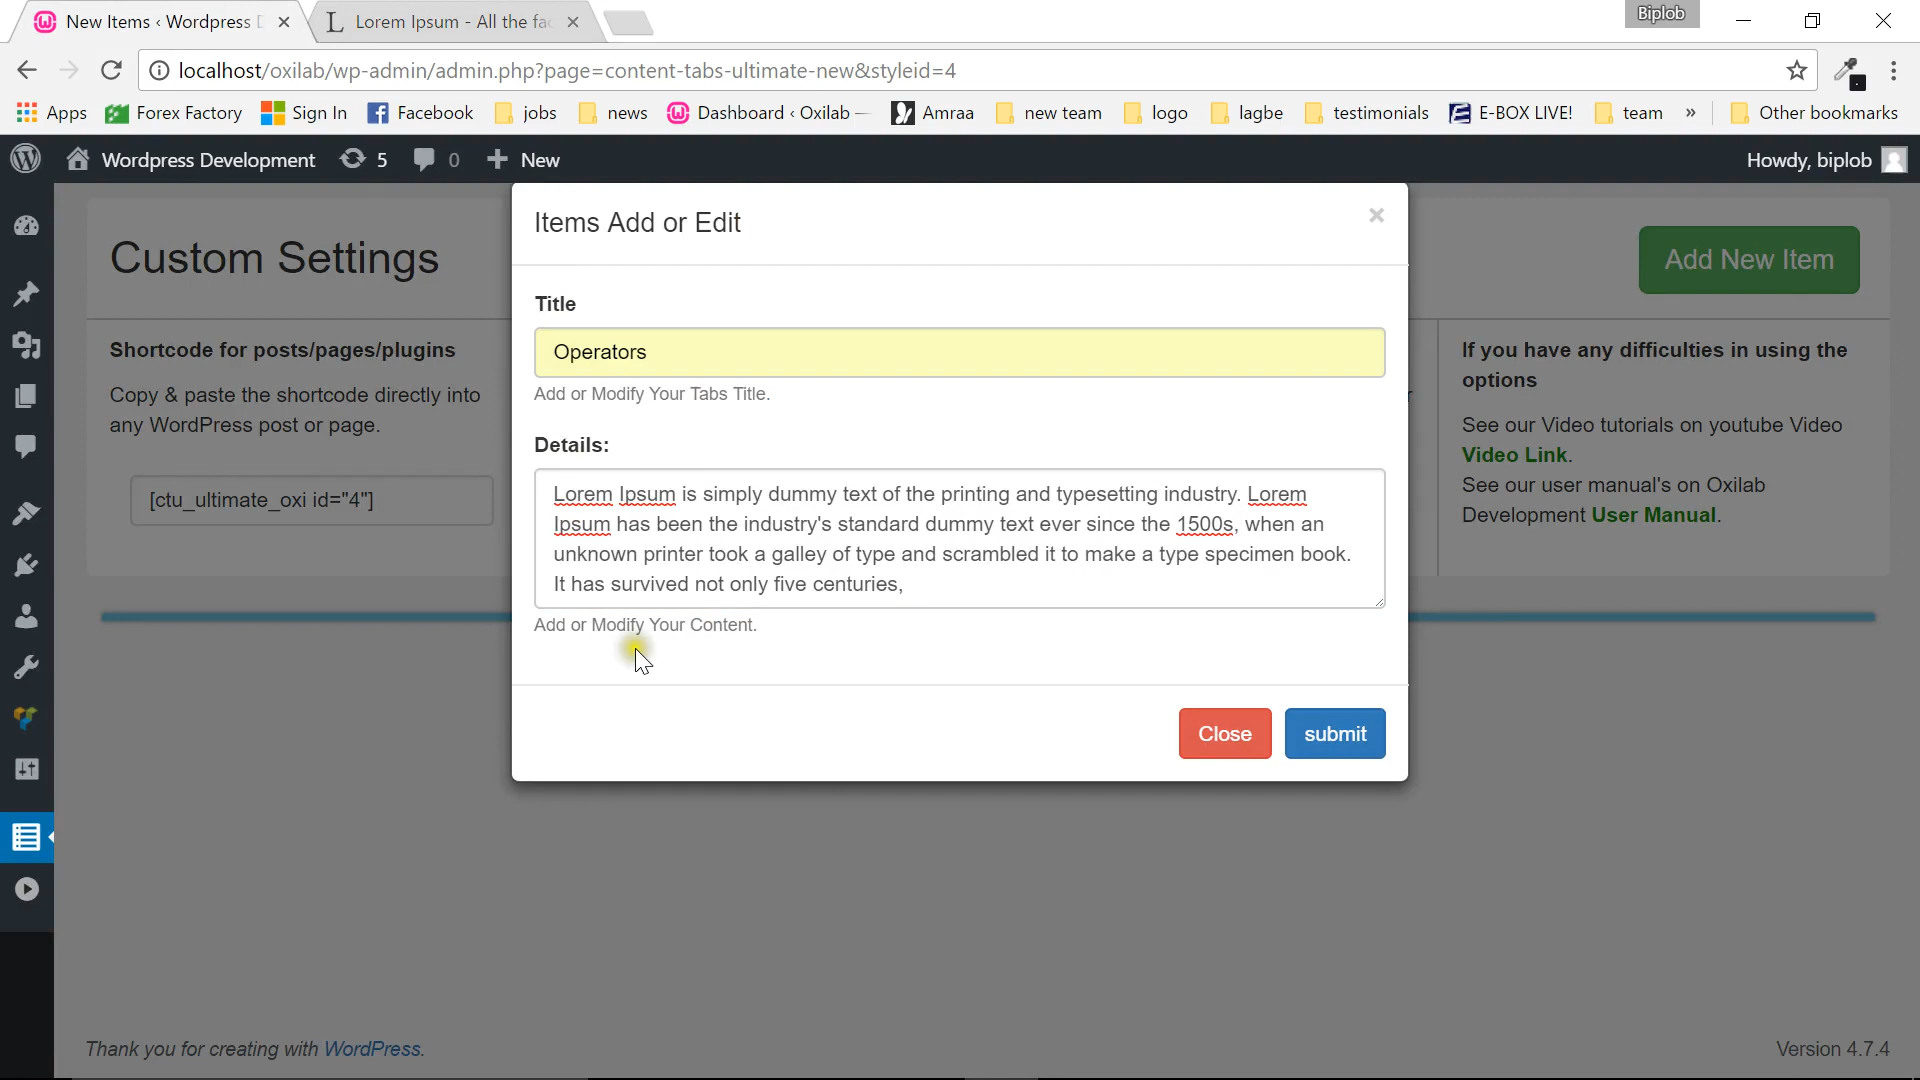 New Items ‹ Wordpress D
Lorem Ipsum - All the fac
Biplob
localhost/oxilab/wp-admin/admin.php?page=content-tabs-ultimate-new&styleid=4
Apps Forex Factory Sign In Facebook jobs news Dashboard ‹ Oxilab — Amraa new team logo lagbe testimonials E-BOX LIVE! team » Other bookmarks
Wordpress Development 5 0 New Howdy, biplob
Items Add or Edit
Custom Settings
Add New Item
Title
Operators
Add or Modify Your Tabs Title.
Details:
Lorem Ipsum is simply dummy text of the printing and typesetting industry. Lorem
Ipsum has been the industry's standard dummy text ever since the 1500s, when an
unknown printer took a galley of type and scrambled it to make a type specimen book.
It has survived not only five centuries,
Add or Modify Your Content.
Close submit
Shortcode for posts/pages/plugins
Copy & paste the shortcode directly into
any WordPress post or page.
[ctu_ultimate_oxi id="4"]
If you have any difficulties in using the
options
See our Video tutorials on youtube Video
Video Link.
See our user manual's on Oxilab
Development User Manual.
Thank you for creating with WordPress.
Version 4.7.4